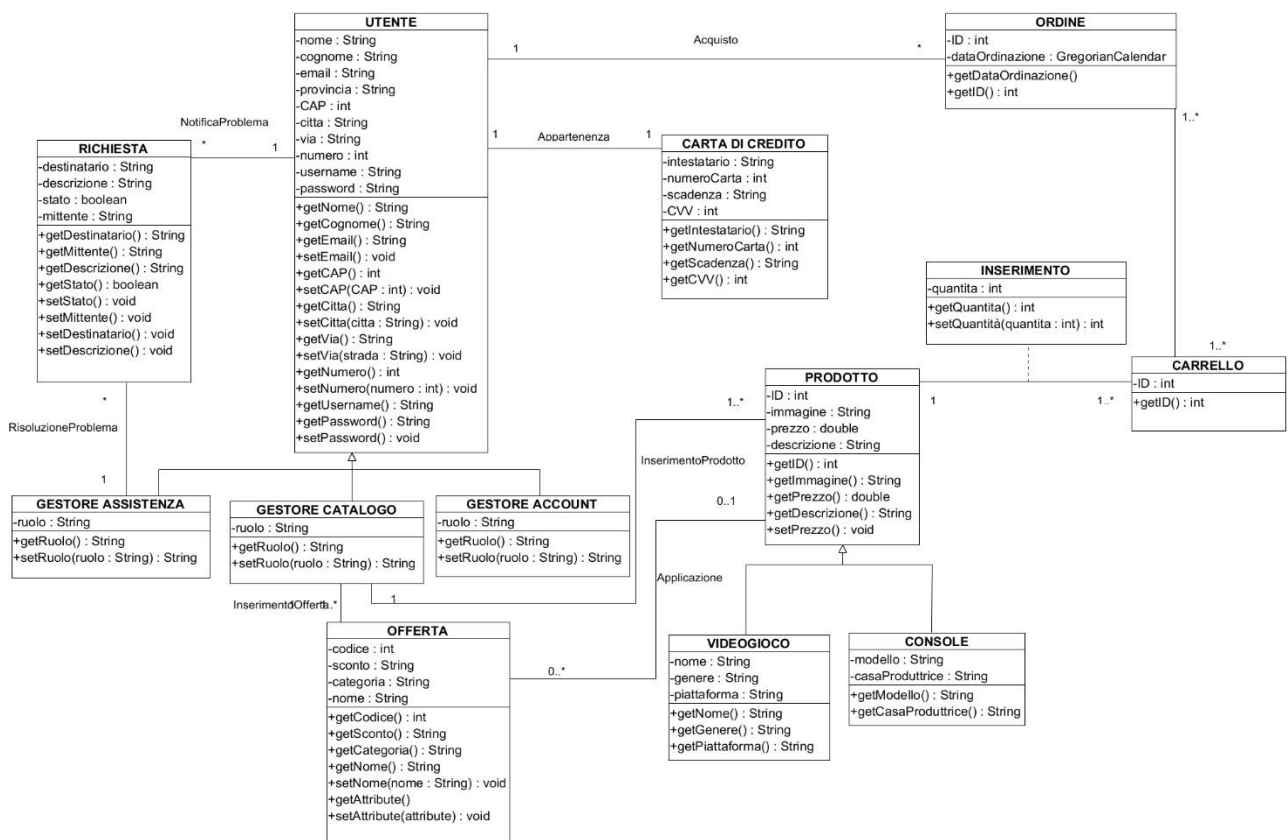 UTENTE
-nome : String
-cognome : String
-email : String
-provincia : String
-CAP : int
-citta : String
-via : String
-numero : int
-username : String
-password : String
+getNome() : String
+getCognome() : String
+getEmail() : String
+setEmail() : void
+getCAP() : int
+setCAP(CAP : int) : void
+getCitta() : String
+setCitta(citta : String) : void
+getVia() : String
+setVia(strada : String) : void
+getNumero() : int
+setNumero(numero : int) : void
+getUsername() : String
+getPassword() : String
+setPassword() : void
1
Acquisto
*
ORDINE
-ID : int
-dataOrdinazione : GregorianCalendar
+getDataOrdinazione()
+getID() : int
1..*
1..*
NotificaProblema
*
1
RICHIESTA
-destinatario : String
-descrizione : String
-stato : boolean
-mittente : String
+getDestinatario() : String
+getMittente() : String
+getDescrizione() : String
+getStato() : boolean
+setStato() : void
+setMittente() : void
+setDestinatario() : void
+setDescrizione() : void
1
Appartenenza
1
CARTA DI CREDITO
-intestatario : String
-numeroCarta : int
-scadenza : String
-CVV : int
+getIntestatario() : String
+getNumeroCarta() : int
+getScadenza() : String
+getCVV() : int
INSERIMENTO
-quantita : int
+getQuantita() : int
+setQuantità(quantita : int) : int
CARRELLO
-ID : int
+getID() : int
1
1..*
PRODOTTO
-ID : int
-immagine : String
-prezzo : double
-descrizione : String
+getID() : int
+getImmagine() : String
+getPrezzo() : double
+getDescrizione() : String
+setPrezzo() : void
*
RisoluzioneProblema
1
1..*
InserimentoProdotto
1
0..1
Applicazione
0..*
GESTORE ASSISTENZA
-ruolo : String
+getRuolo() : String
+setRuolo(ruolo : String) : String
GESTORE CATALOGO
-ruolo : String
+getRuolo() : String
+setRuolo(ruolo : String) : String
GESTORE ACCOUNT
-ruolo : String
+getRuolo() : String
+setRuolo(ruolo : String) : String
InserimentoOfferta
OFFERTA
-codice : int
-sconto : String
-categoria : String
-nome : String
+getCodice() : int
+getSconto() : String
+getCategoria() : String
+getNome() : String
+setNome(nome : String) : void
+getAttribute()
+setAttribute(attribute) : void
VIDEOGIOCO
-nome : String
-genere : String
-piattaforma : String
+getNome() : String
+getGenere() : String
+getPiattaforma() : String
CONSOLE
-modello : String
-casaProduttrice : String
+getModello() : String
+getCasaProduttrice() : String